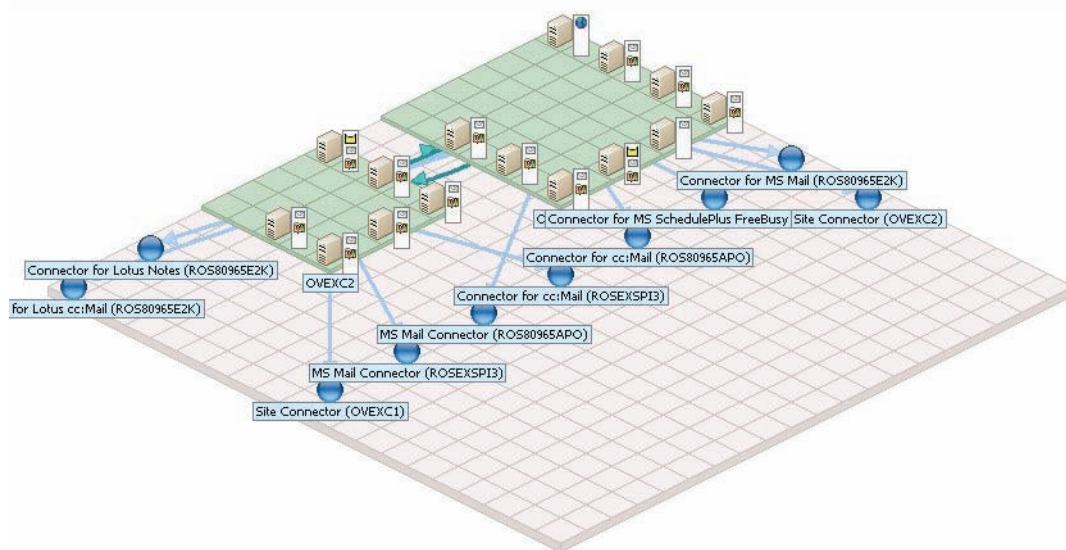 Connector for MS Mail (ROS80965E2K)
Connector for MS SchedulePlus FreeBusy
Site Connector (OVEXC2)
Connector for cc:Mail (ROS80965APO)
Connector for Lotus Notes (ROS80965E2K)
OVEXC2
Connector for cc:Mail (ROSEXSPI3)
for Lotus cc:Mail (ROS80965E2K)
MS Mail Connector (ROS80965APO)
MS Mail Connector (ROSEXSPI3)
Site Connector (OVEXC1)